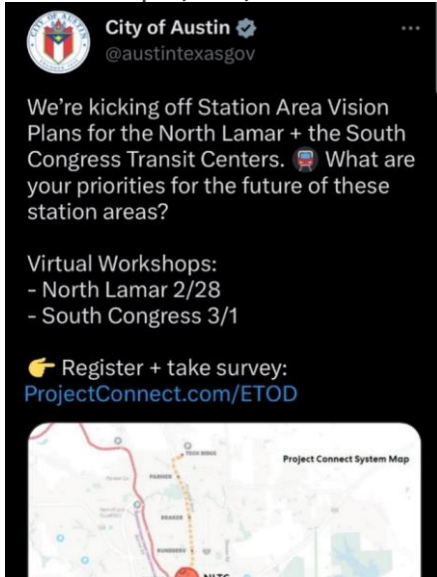 City of Austin
@austintexasgov
We're kicking off Station Area Vision
Plans for the North Lamar + the South
Congress Transit Centers. 🚆 What are
your priorities for the future of these
station areas?
Virtual Workshops:
- North Lamar 2/28
- South Congress 3/1
👉 Register + take survey:
ProjectConnect.com/ETOD
Project Connect System Map
TECH RIDGE
PARMER
BRAKER
RUNDBERG
NLTC